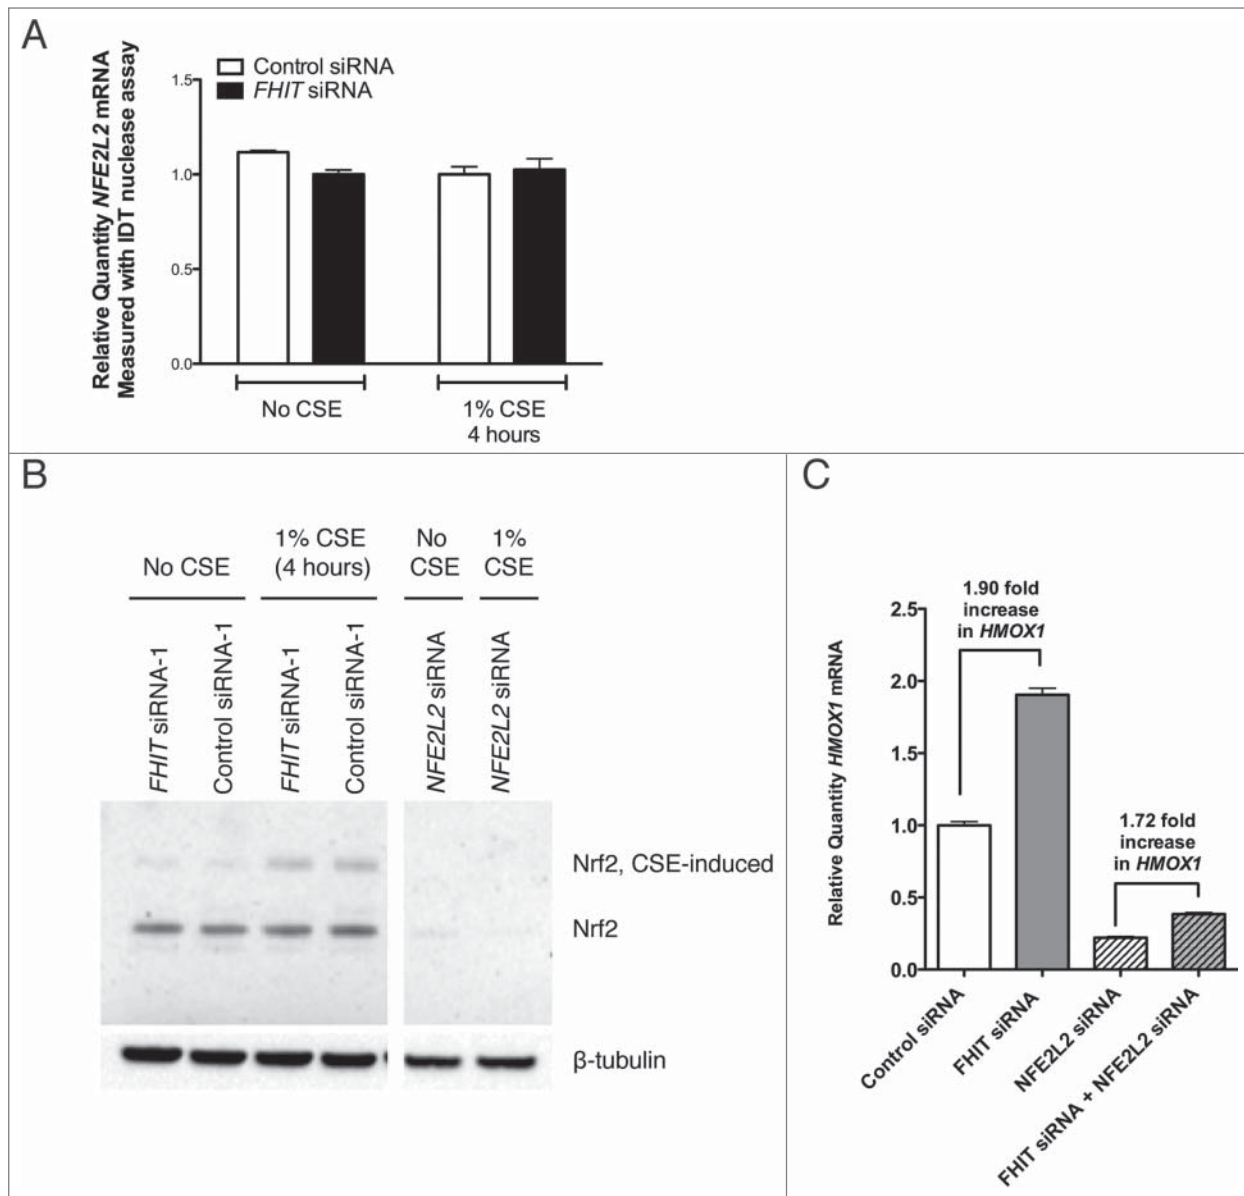 A
Relative Quantity NFE2L2 mRNA
Measured with IDT nuclease assay
Control siRNA
FHIT siRNA
1.5
1.0
0.5
0.0
No CSE
1% CSE
4 hours
B
No CSE
1% CSE
(4 hours)
No
CSE
1%
CSE
FHIT siRNA-1
Control siRNA-1
FHIT siRNA-1
Control siRNA-1
NFE2L2 siRNA
NFE2L2 siRNA
Nrf2, CSE-induced
Nrf2
β-tubulin
C
Relative Quantity HMOX1 mRNA
2.5
2.0
1.5
1.0
0.5
0.0
1.90 fold
increase
in HMOX1
1.72 fold
increase
in HMOX1
Control siRNA
FHIT siRNA
NFE2L2 siRNA
FHIT siRNA + NFE2L2 siRNA